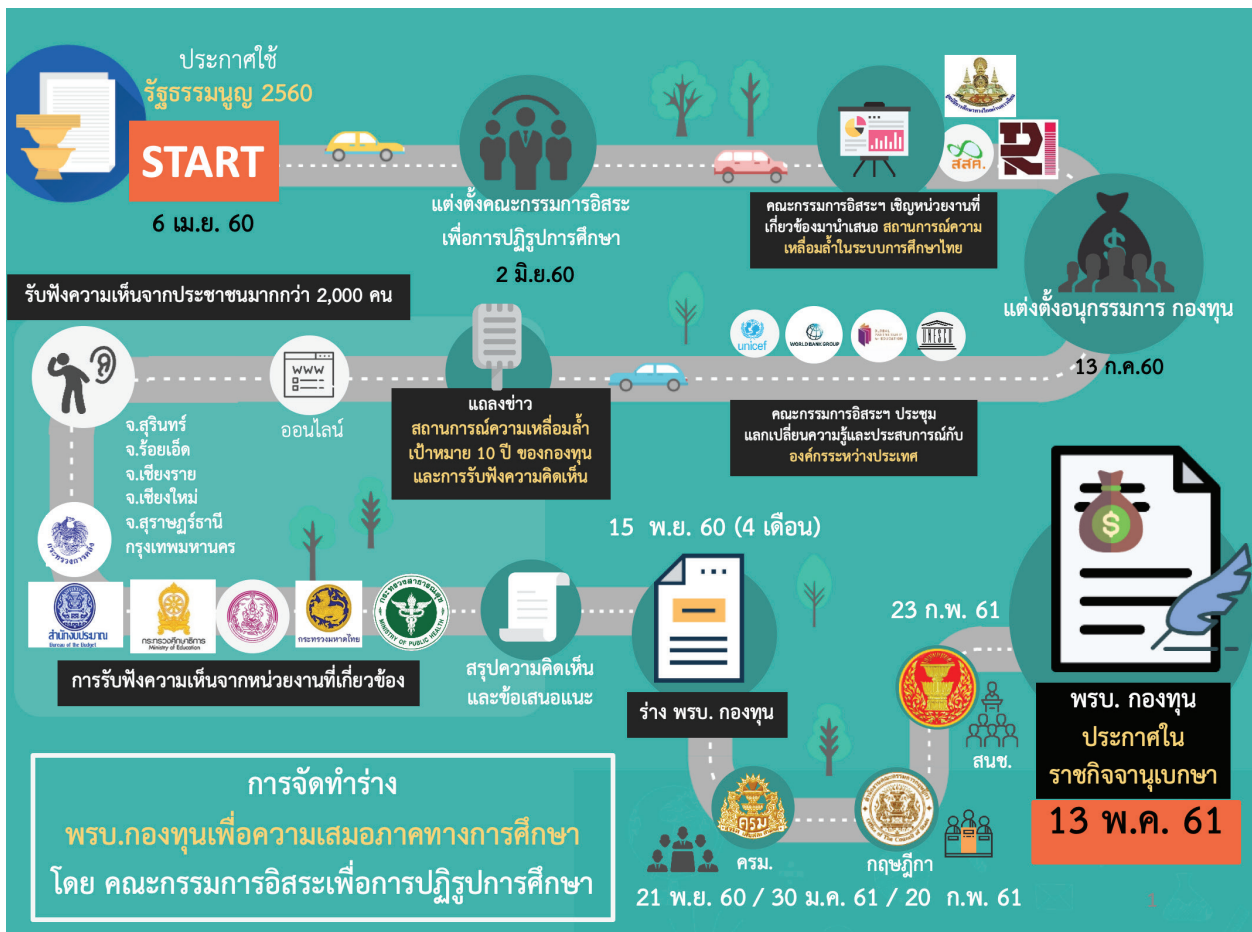 ประกาศใช้
รัฐธรรมนูญ 2560
START
6 เม.ย. 60
แต่งตั้งคณะกรรมการอิสระ
เพื่อการปฏิรูปการศึกษา
2 มิ.ย.60
สสค.
คณะกรรมการอิสระฯ เชิญหน่วยงานที่
เกี่ยวข้องมานำเสนอ สถานการณ์ความ
เหลื่อมล้ำในระบบการศึกษาไทย
แต่งตั้งอนุกรรมการ กองทุน
13 ก.ค.60
unicef
WORLD BANK GROUP
GLOBAL
PARTNERSHIP
for EDUCATION
คณะกรรมการอิสระฯ ประชุม
แลกเปลี่ยนความรู้และประสบการณ์กับ
องค์กรระหว่างประเทศ
แถลงข่าว
สถานการณ์ความเหลื่อมล้ำ
เป้าหมาย 10 ปี ของกองทุน
และการรับฟังความคิดเห็น
WWW
ออนไลน์
รับฟังความเห็นจากประชาชนมากกว่า 2,000 คน
จ.สุรินทร์
จ.ร้อยเอ็ด
จ.เชียงราย
จ.เชียงใหม่
จ.สุราษฎร์ธานี
กรุงเทพมหานคร
กระทรวงการคลัง
สำนักงบประมาณ
Bureau of the Budget
กระทรวงศึกษาธิการ
Ministry of Education
กระทรวงมหาดไทย
กระทรวงสาธารณสุข
MINISTRY OF PUBLIC HEALTH
การรับฟังความเห็นจากหน่วยงานที่เกี่ยวข้อง
สรุปความคิดเห็น
และข้อเสนอแนะ
15 พ.ย. 60 (4 เดือน)
ร่าง พรบ. กองทุน
ครม
ครม.
กฤษฎีกา
21 พ.ย. 60 / 30 ม.ค. 61 / 20 ก.พ. 61
23 ก.พ. 61
สนช.
พรบ. กองทุน
ประกาศใน
ราชกิจจานุเบกษา
13 พ.ค. 61
การจัดทำร่าง
พรบ.กองทุนเพื่อความเสมอภาคทางการศึกษา
โดย คณะกรรมการอิสระเพื่อการปฏิรูปการศึกษา
1